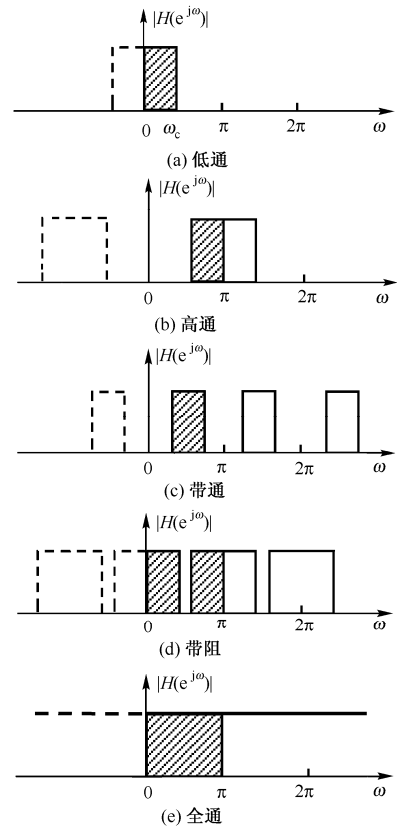 |H(e^{jω})|
0 ω_c π 2π ω
(a) 低通
|H(e^{jω})|
0 π 2π ω
(b) 高通
|H(e^{jω})|
0 π 2π ω
(c) 带通
|H(e^{jω})|
0 π 2π ω
(d) 带阻
|H(e^{jω})|
0 π 2π ω
(e) 全通